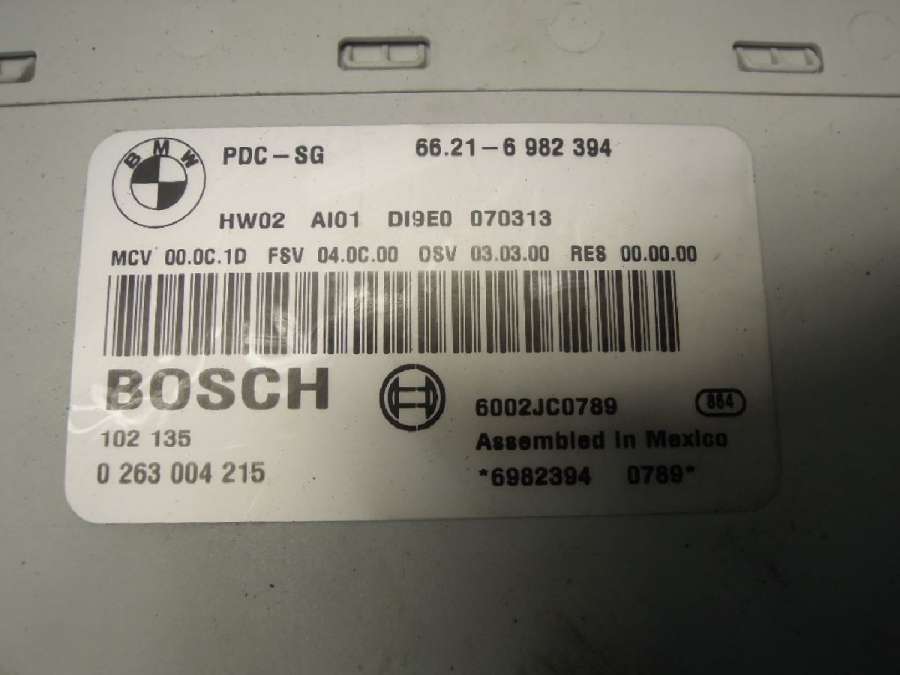 BMW
PDC-SG 66.21-6 982 394
HW02 AI01 DI9E0 070313
MCV 00.0C.1D FSV 04.0C.00 OSV 03.03.00 RES 00.00.00
BOSCH
6002JC0789 884
102 135 Assembled in Mexico
0 263 004 215 *6982394 0789*